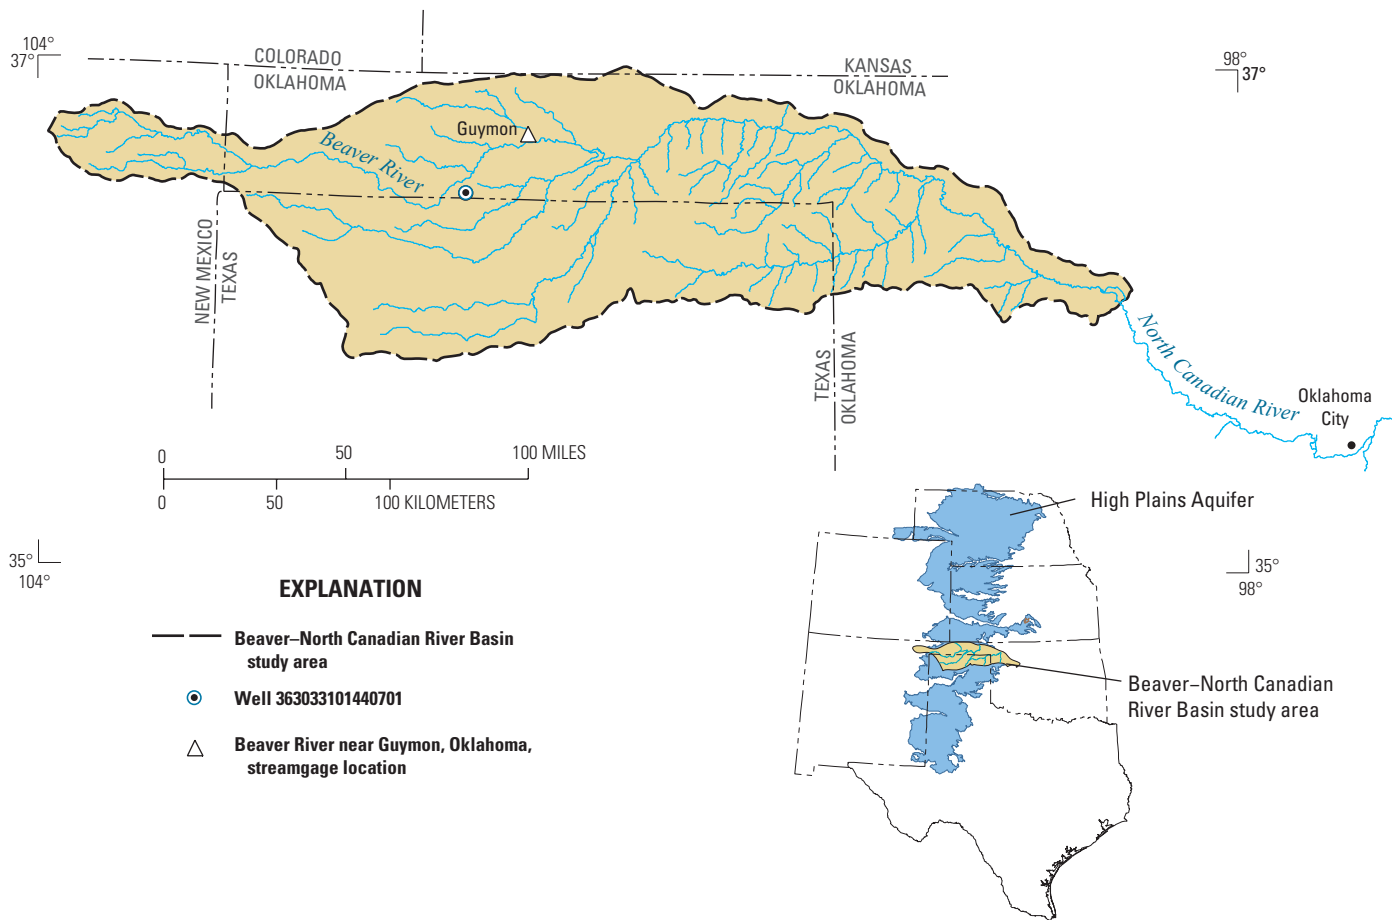 104°
37°
COLORADO
OKLAHOMA
KANSAS
OKLAHOMA
98°
37°
Guymon
Beaver River
NEW MEXICO
TEXAS
TEXAS
OKLAHOMA
North Canadian River
Oklahoma
City
0
50
100 MILES
0
50
100 KILOMETERS
35°
104°
35°
98°
High Plains Aquifer
Beaver–North Canadian
River Basin study area
EXPLANATION
Beaver–North Canadian River Basin
study area
Well 363033101440701
Beaver River near Guymon, Oklahoma,
streamgage location